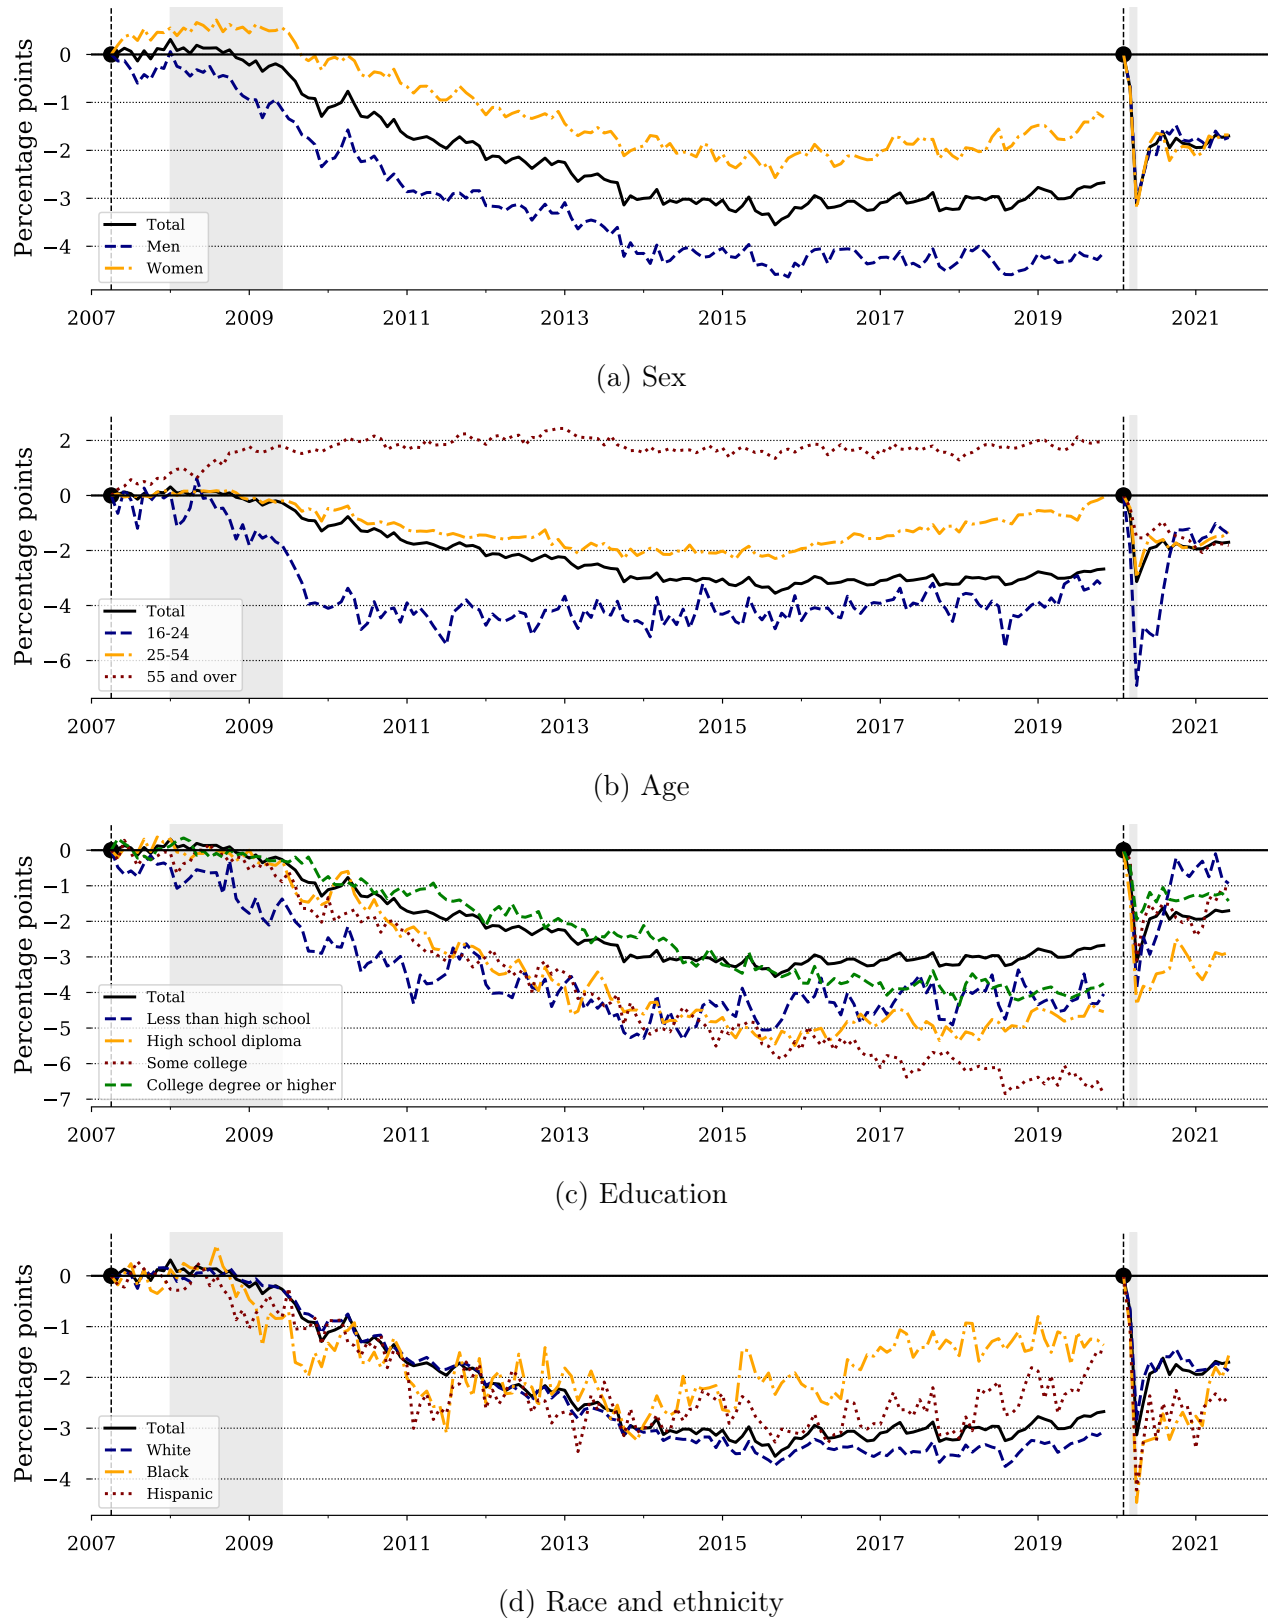 Percentage points
0
−1
−2
−3
−4
Total
Men
Women
2007 2009 2011 2013 2015 2017 2019 2021
(a) Sex
Percentage points
2
0
−2
−4
−6
Total
16-24
25-54
55 and over
2007 2009 2011 2013 2015 2017 2019 2021
(b) Age
Percentage points
0
−1
−2
−3
−4
−5
−6
−7
Total
Less than high school
High school diploma
Some college
College degree or higher
2007 2009 2011 2013 2015 2017 2019 2021
(c) Education
Percentage points
0
−1
−2
−3
−4
Total
White
Black
Hispanic
2007 2009 2011 2013 2015 2017 2019 2021
(d) Race and ethnicity